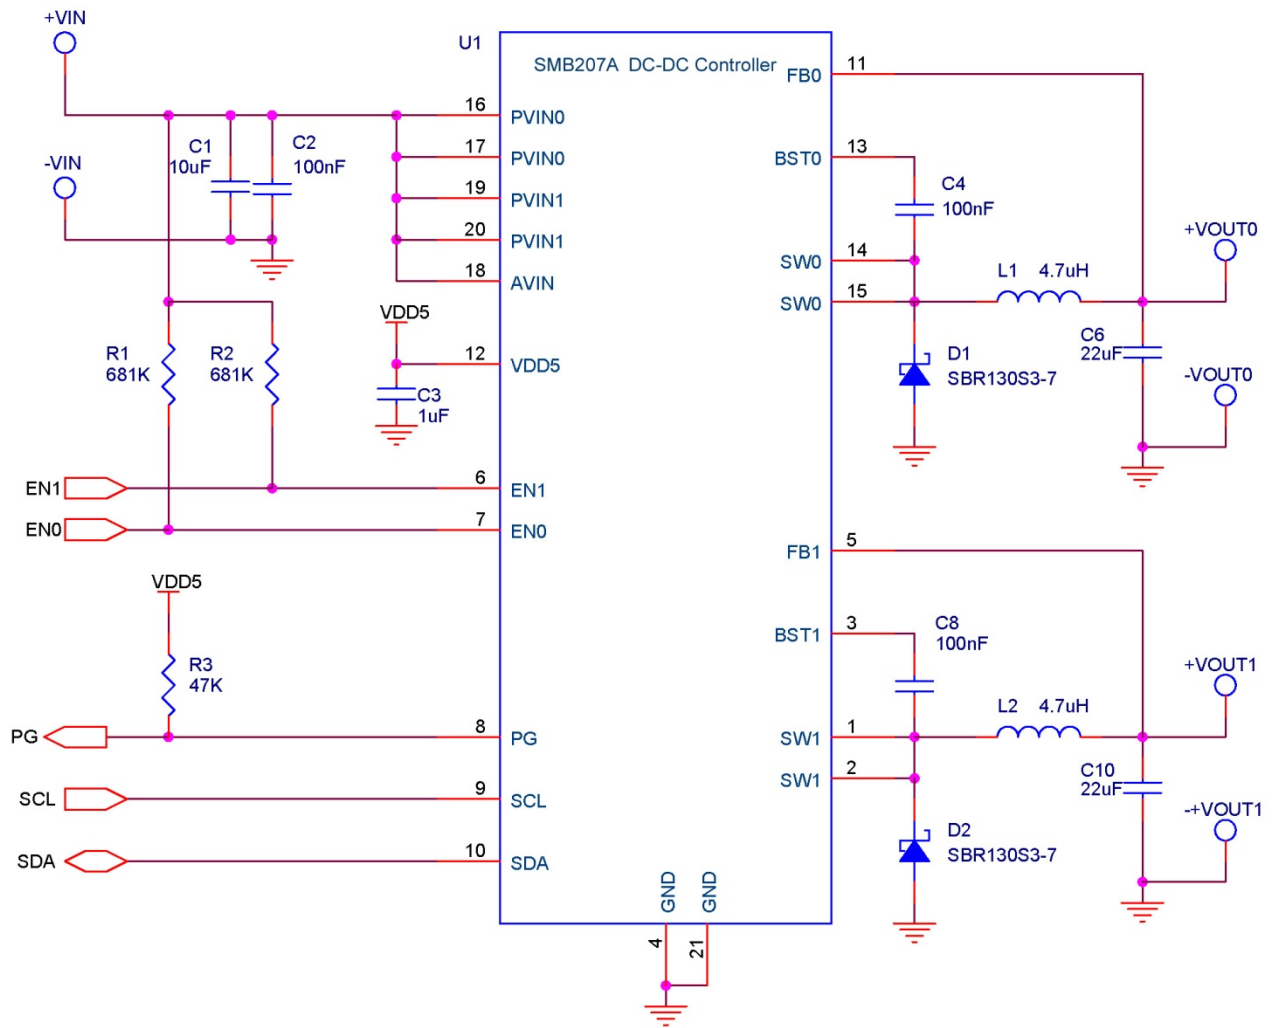 +VIN
U1
SMB207A DC-DC Controller
FB0
11
16
PVIN0
C1
10uF
C2
100nF
17
PVIN0
BST0
13
-VIN
19
PVIN1
C4
100nF
20
PVIN1
+VOUT0
18
AVIN
SW0
14
SW0
15
L1 4.7uH
VDD5
R1
681K
R2
681K
12
VDD5
C3
1uF
D1
SBR130S3-7
C6
22uF
-VOUT0
EN1
6
EN1
EN0
7
EN0
FB1
5
VDD5
BST1
3
C8
100nF
R3
47K
+VOUT1
L2 4.7uH
PG
8
PG
SW1
1
SW1
2
C10
22uF
SCL
9
SCL
-+VOUT1
D2
SBR130S3-7
SDA
10
SDA
GND
GND
4
21